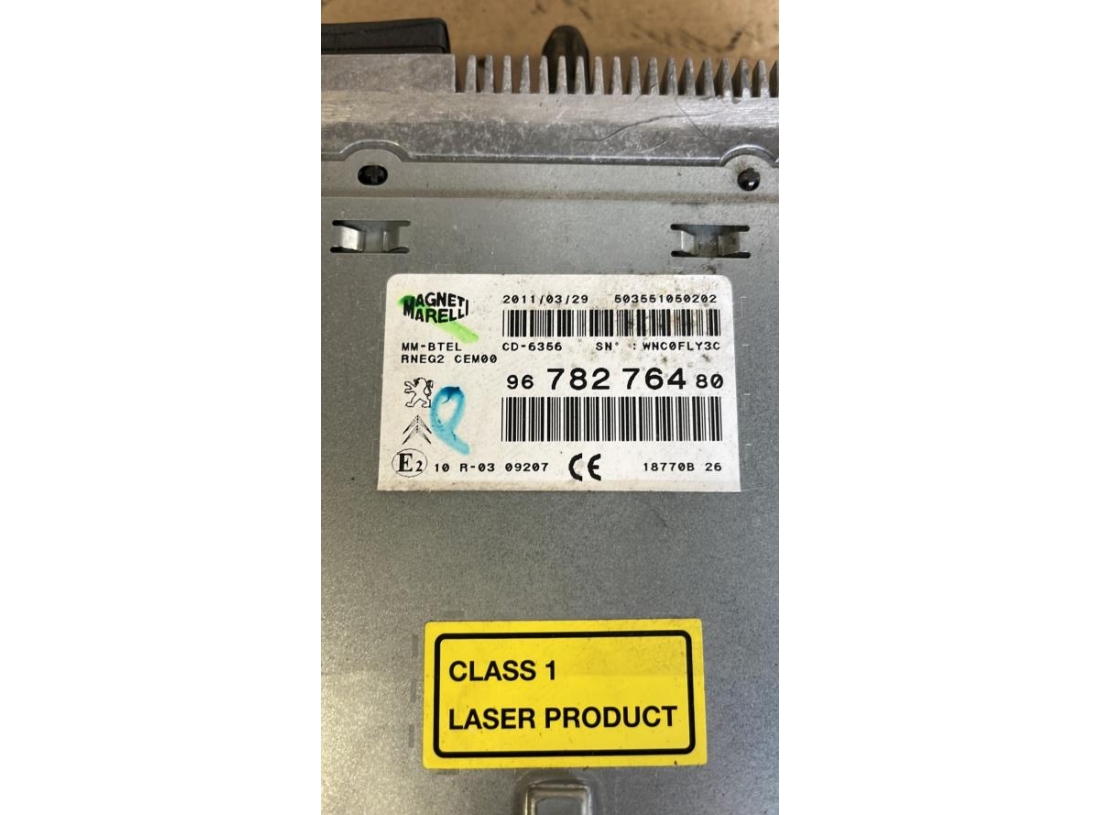 MAGNETI
MARELLI
2011/03/29 503551050202
MM-BTEL CD-6356 SN° : WNC0FLY3C
RNEG2 CEM00
96 782 764 80
E2 10 R-03 09207 CE 18770B 26
CLASS 1
LASER PRODUCT